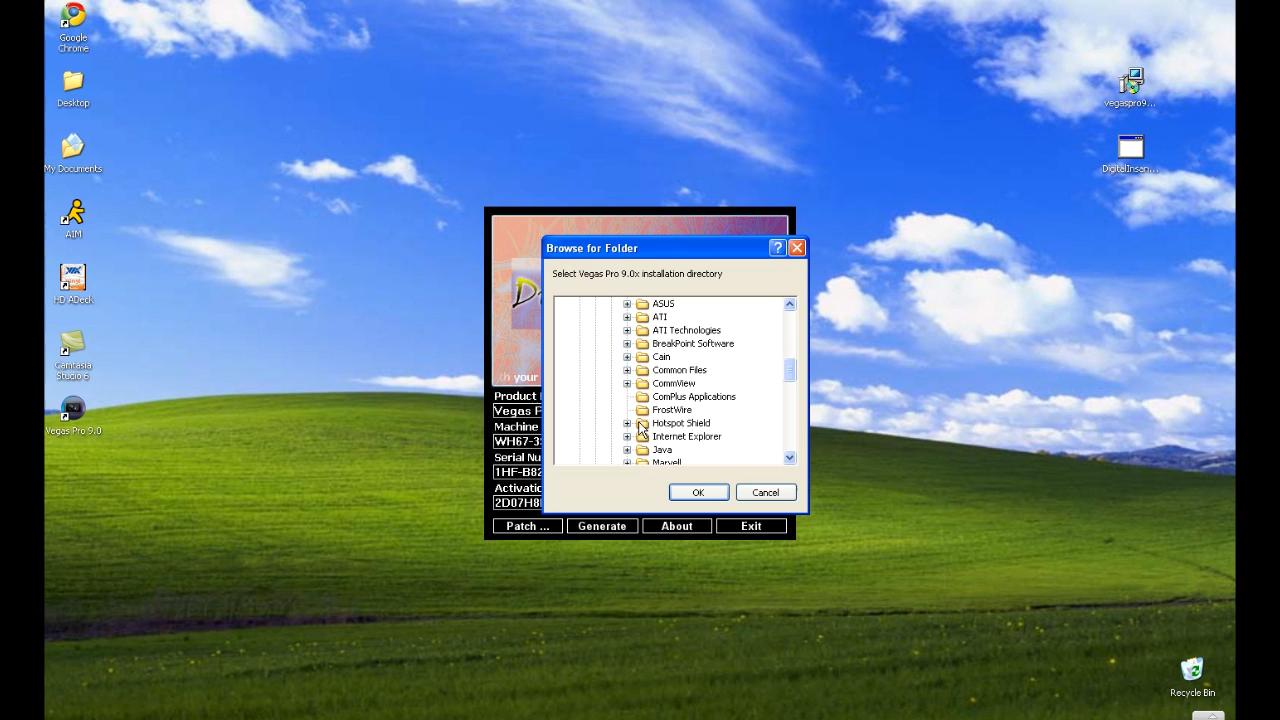 Google
Chrome
Desktop
My Documents
AIM
HD ADeck
Camtasia
Studio 6
Vegas Pro 9.0
vegaspro9...
DigitalInsan...
Browse for Folder
Select Vegas Pro 9.0x installation directory
ASUS
ATI
ATI Technologies
BreakPoint Software
Cain
Common Files
CommView
ComPlus Applications
FrostWire
Hotspot Shield
Internet Explorer
Java
Marvell
OK
Cancel
your
Product
Vegas P
Machine
WH67-3
Serial Nu
1HF-B82
Activatio
2D07H8
Patch ...
Generate
About
Exit
Recycle Bin